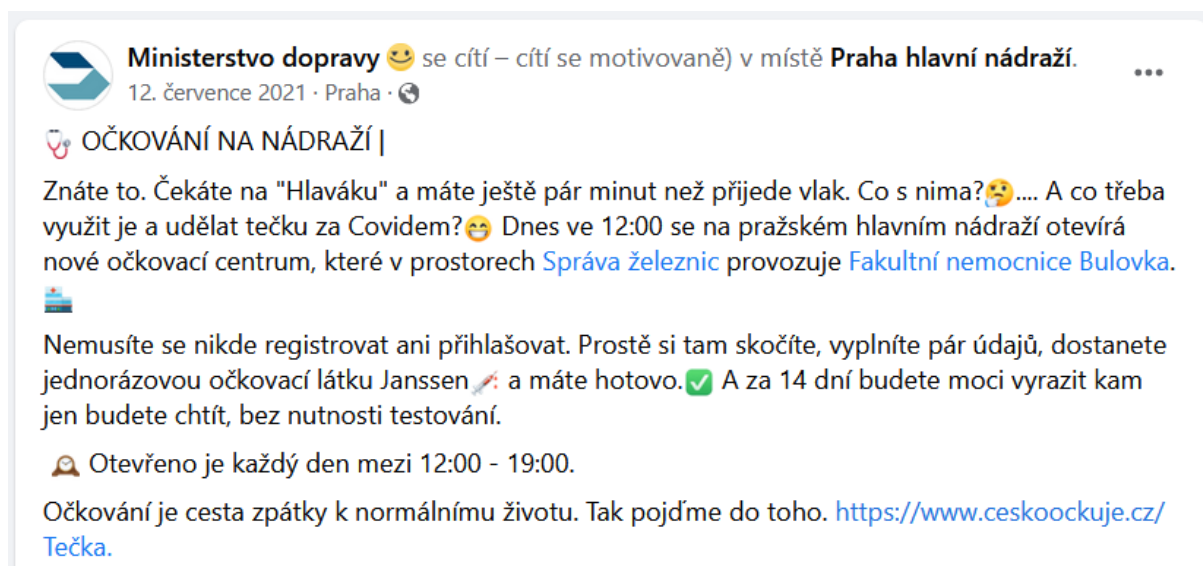 Ministerstvo dopravy 😃 se cítí – cítí se motivovaně) v místě Praha hlavní nádraží.
12. července 2021 · Praha ·
🩺 OČKOVÁNÍ NA NÁDRAŽÍ |
Znáte to. Čekáte na "Hlaváku" a máte ještě pár minut než přijede vlak. Co s nima?🤔.... A co třeba
využit je a udělat tečku za Covidem?😁 Dnes ve 12:00 se na pražském hlavním nádraží otevírá
nové očkovací centrum, které v prostorech Správa železnic provozuje Fakultní nemocnice Bulovka.
🏥
Nemusíte se nikde registrovat ani přihlašovat. Prostě si tam skočíte, vyplníte pár údajů, dostanete
jednorázovou očkovací látku Janssen💉 a máte hotovo.✅ A za 14 dní budete moci vyrazit kam
jen budete chtít, bez nutnosti testování.
🕰 Otevřeno je každý den mezi 12:00 - 19:00.
Očkování je cesta zpátky k normálnímu životu. Tak pojďme do toho. https://www.ceskoockuje.cz/
Tečka.